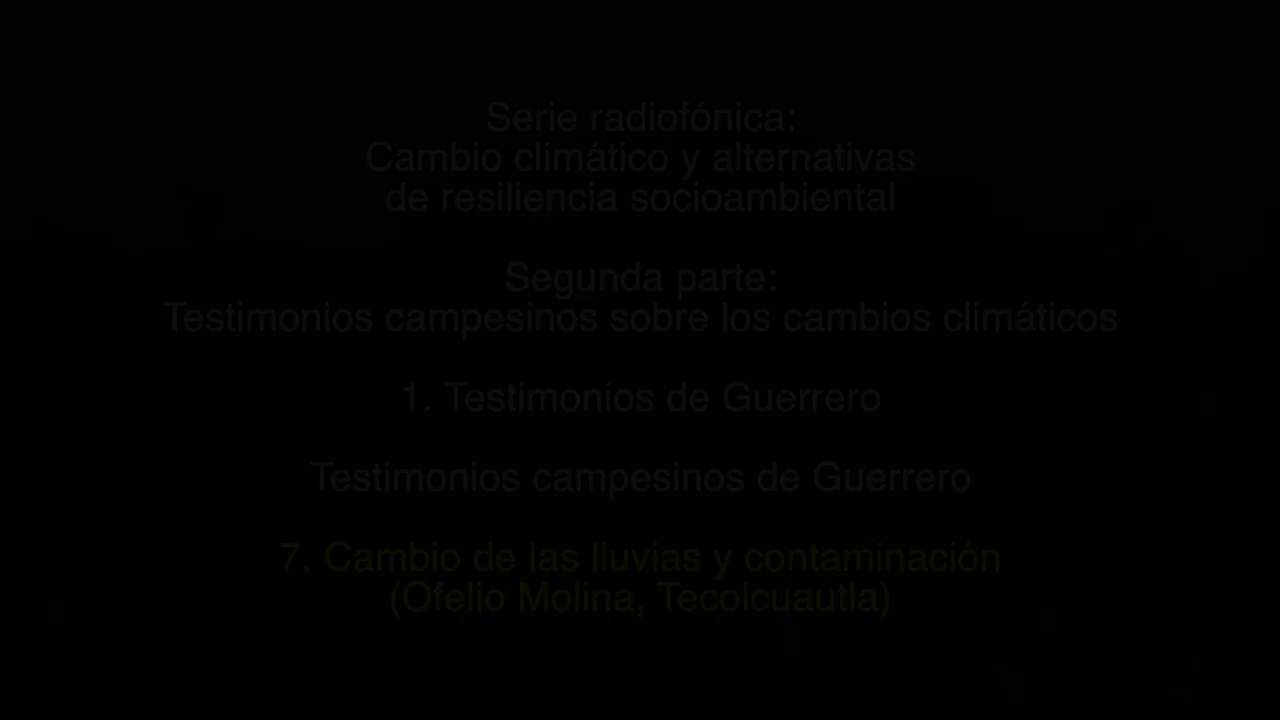 Serie radiofónica:
Cambio climático y alternativas
de resiliencia socioambiental
Segunda parte:
Testimonios campesinos sobre los cambios climáticos
1. Testimonios de Guerrero
Testimonios campesinos de Guerrero
7. Cambio de las lluvias y contaminación
(Ofelio Molina, Tecolcuautla)